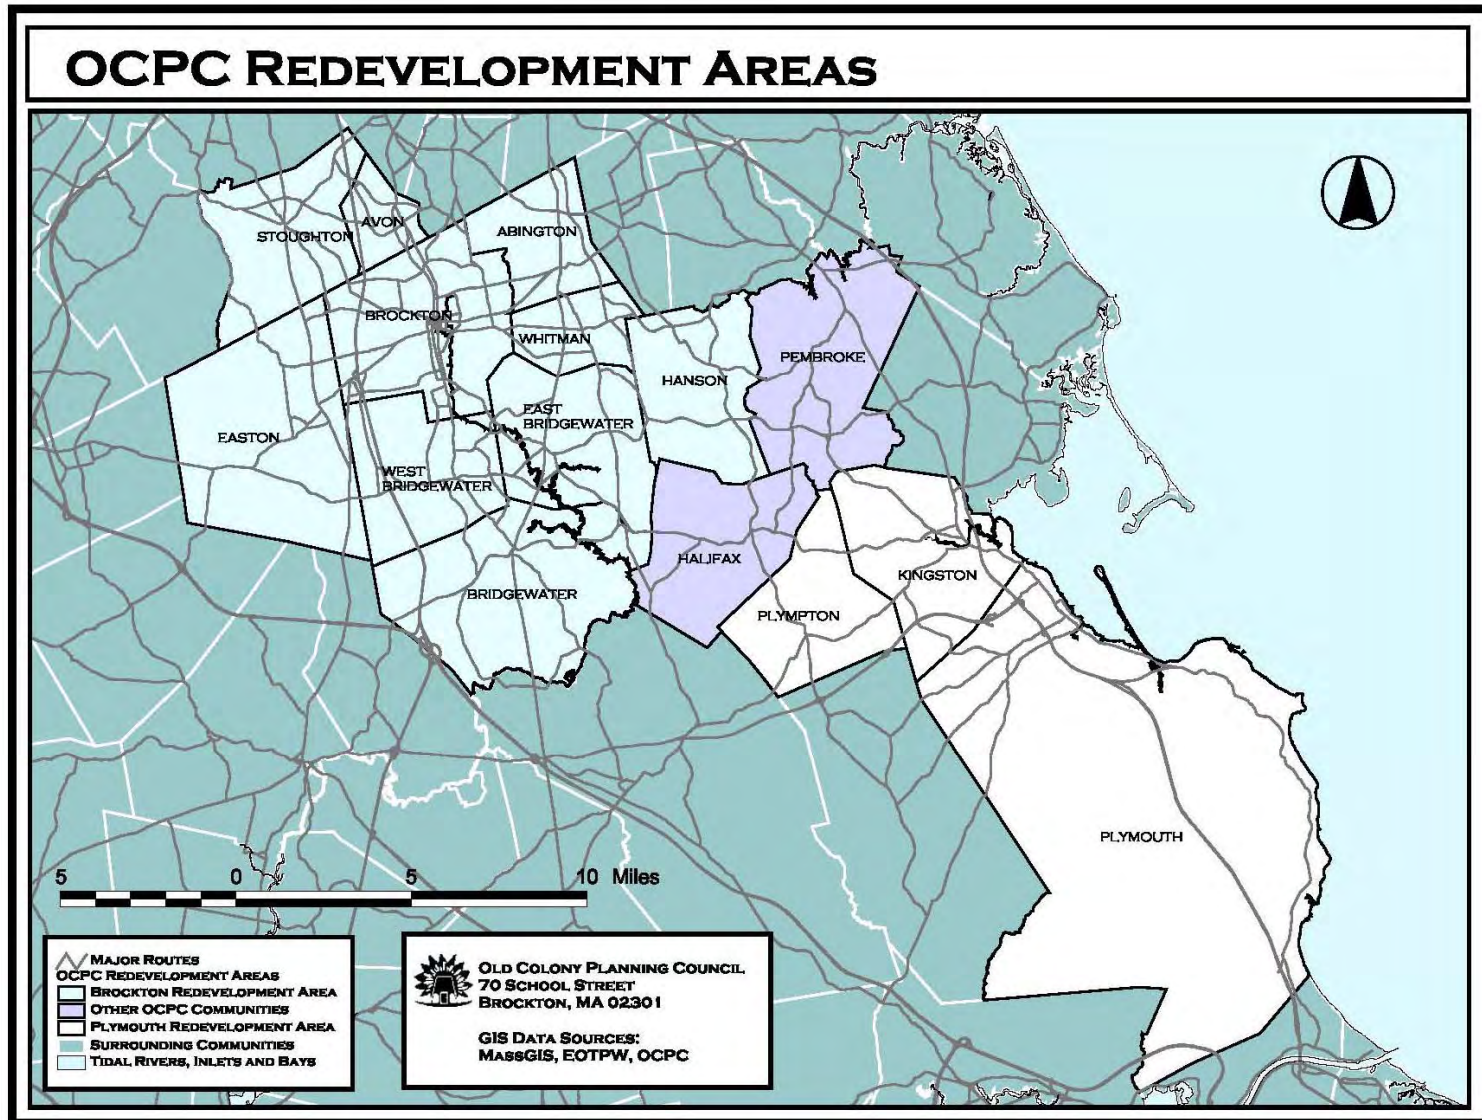 OCPC REDEVELOPMENT AREAS
STOUGHTON
AVON
ABINGTON
BROCKTON
WHITMAN
HANSON
PEMBROKE
EASTON
EAST
BRIDGEWATER
WEST
BRIDGEWATER
HALIFAX
KINGSTON
BRIDGEWATER
PLYMPTON
PLYMOUTH
5 0 5 10 Miles
MAJOR ROUTES
OCPC REDEVELOPMENT AREAS
BROCKTON REDEVELOPMENT AREA
OTHER OCPC COMMUNITIES
PLYMOUTH REDEVELOPMENT AREA
SURROUNDING COMMUNITIES
TIDAL RIVERS, INLETS AND BAYS
OLD COLONY PLANNING COUNCIL
70 SCHOOL STREET
BROCKTON, MA 02301
GIS DATA SOURCES:
MASSGIS, EOTPW, OCPC